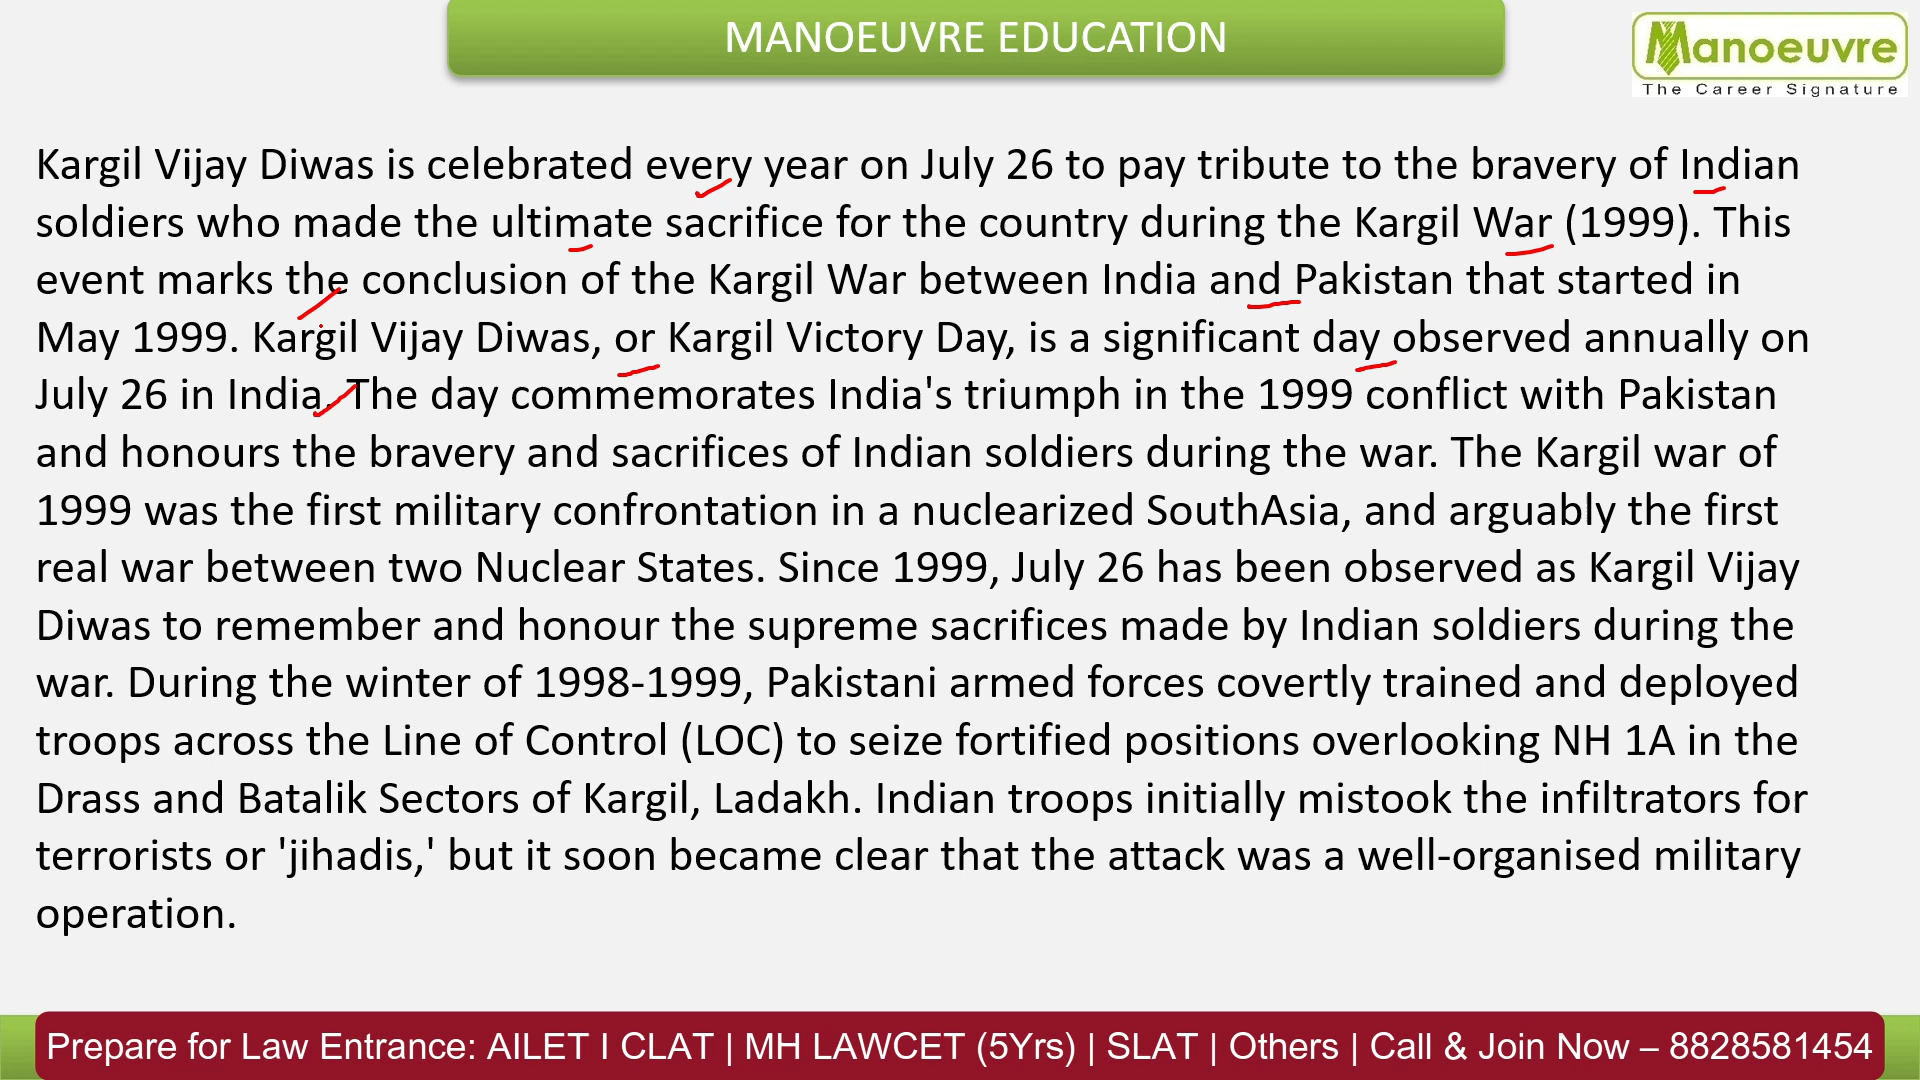 MANOEUVRE EDUCATION
Manoeuvre
The Career Signature
Kargil Vijay Diwas is celebrated every year on July 26 to pay tribute to the bravery of Indian
soldiers who made the ultimate sacrifice for the country during the Kargil War (1999). This
event marks the conclusion of the Kargil War between India and Pakistan that started in
May 1999. Kargil Vijay Diwas, or Kargil Victory Day, is a significant day observed annually on
July 26 in India. The day commemorates India's triumph in the 1999 conflict with Pakistan
and honours the bravery and sacrifices of Indian soldiers during the war. The Kargil war of
1999 was the first military confrontation in a nuclearized SouthAsia, and arguably the first
real war between two Nuclear States. Since 1999, July 26 has been observed as Kargil Vijay
Diwas to remember and honour the supreme sacrifices made by Indian soldiers during the
war. During the winter of 1998-1999, Pakistani armed forces covertly trained and deployed
troops across the Line of Control (LOC) to seize fortified positions overlooking NH 1A in the
Drass and Batalik Sectors of Kargil, Ladakh. Indian troops initially mistook the infiltrators for
terrorists or 'jihadis,' but it soon became clear that the attack was a well-organised military
operation.
Prepare for Law Entrance: AILET I CLAT | MH LAWCET (5Yrs) | SLAT | Others | Call & Join Now – 8828581454